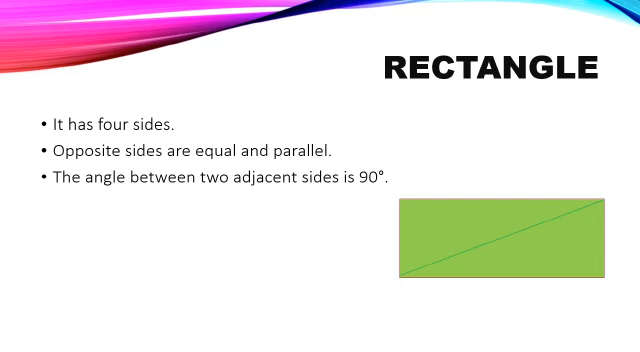 RECTANGLE
• It has four sides.
• Opposite sides are equal and parallel.
• The angle between two adjacent sides is 90°.